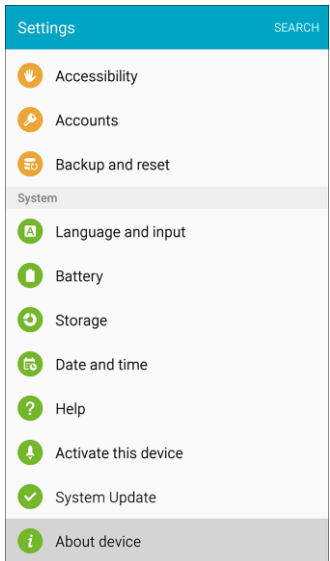 Settings SEARCH
Accessibility
Accounts
Backup and reset
System
Language and input
Battery
Storage
Date and time
Help
Activate this device
System Update
About device